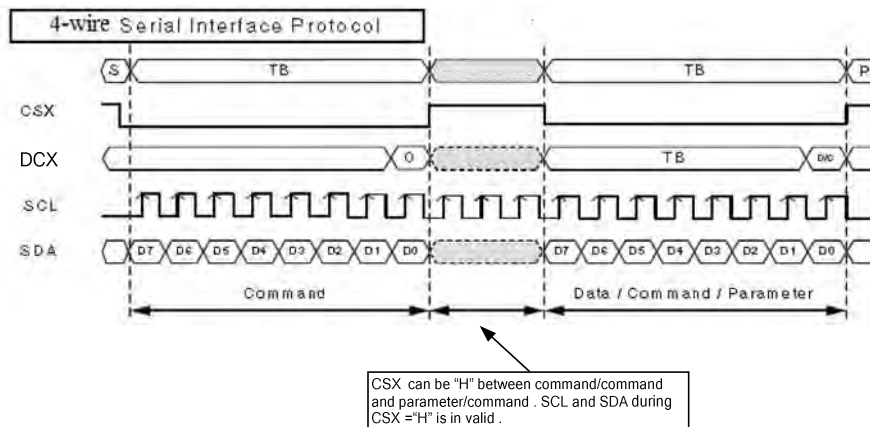 4-wire Serial Interface Protocol
S TB TB P
CSX
DCX 0 TB D/C
SCL
SDA D7 D6 D5 D4 D3 D2 D1 D0 D7 D6 D5 D4 D3 D2 D1 D0
Command Data / Command / Parameter
CSX can be “H” between command/command
and parameter/command . SCL and SDA during
CSX =“H” is in valid .